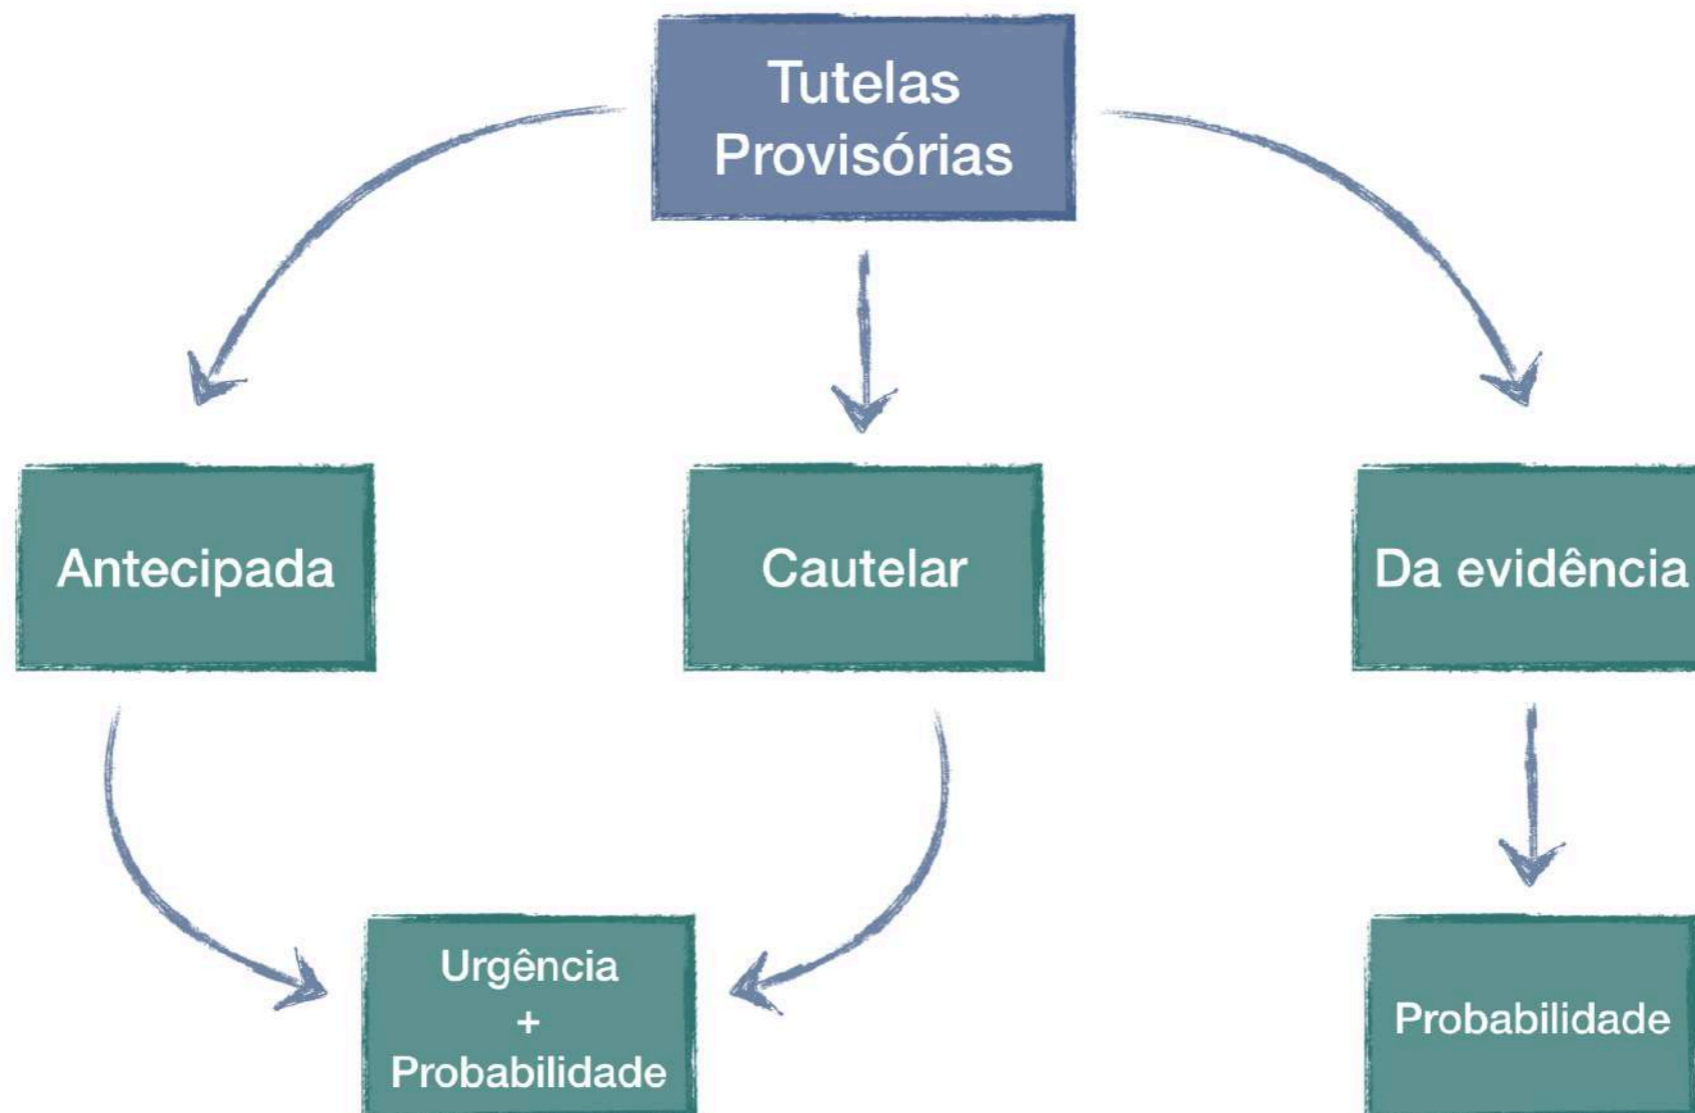 Tutelas
Provisórias
Antecipada
Cautelar
Da evidência
Urgência
+
Probabilidade
Probabilidade